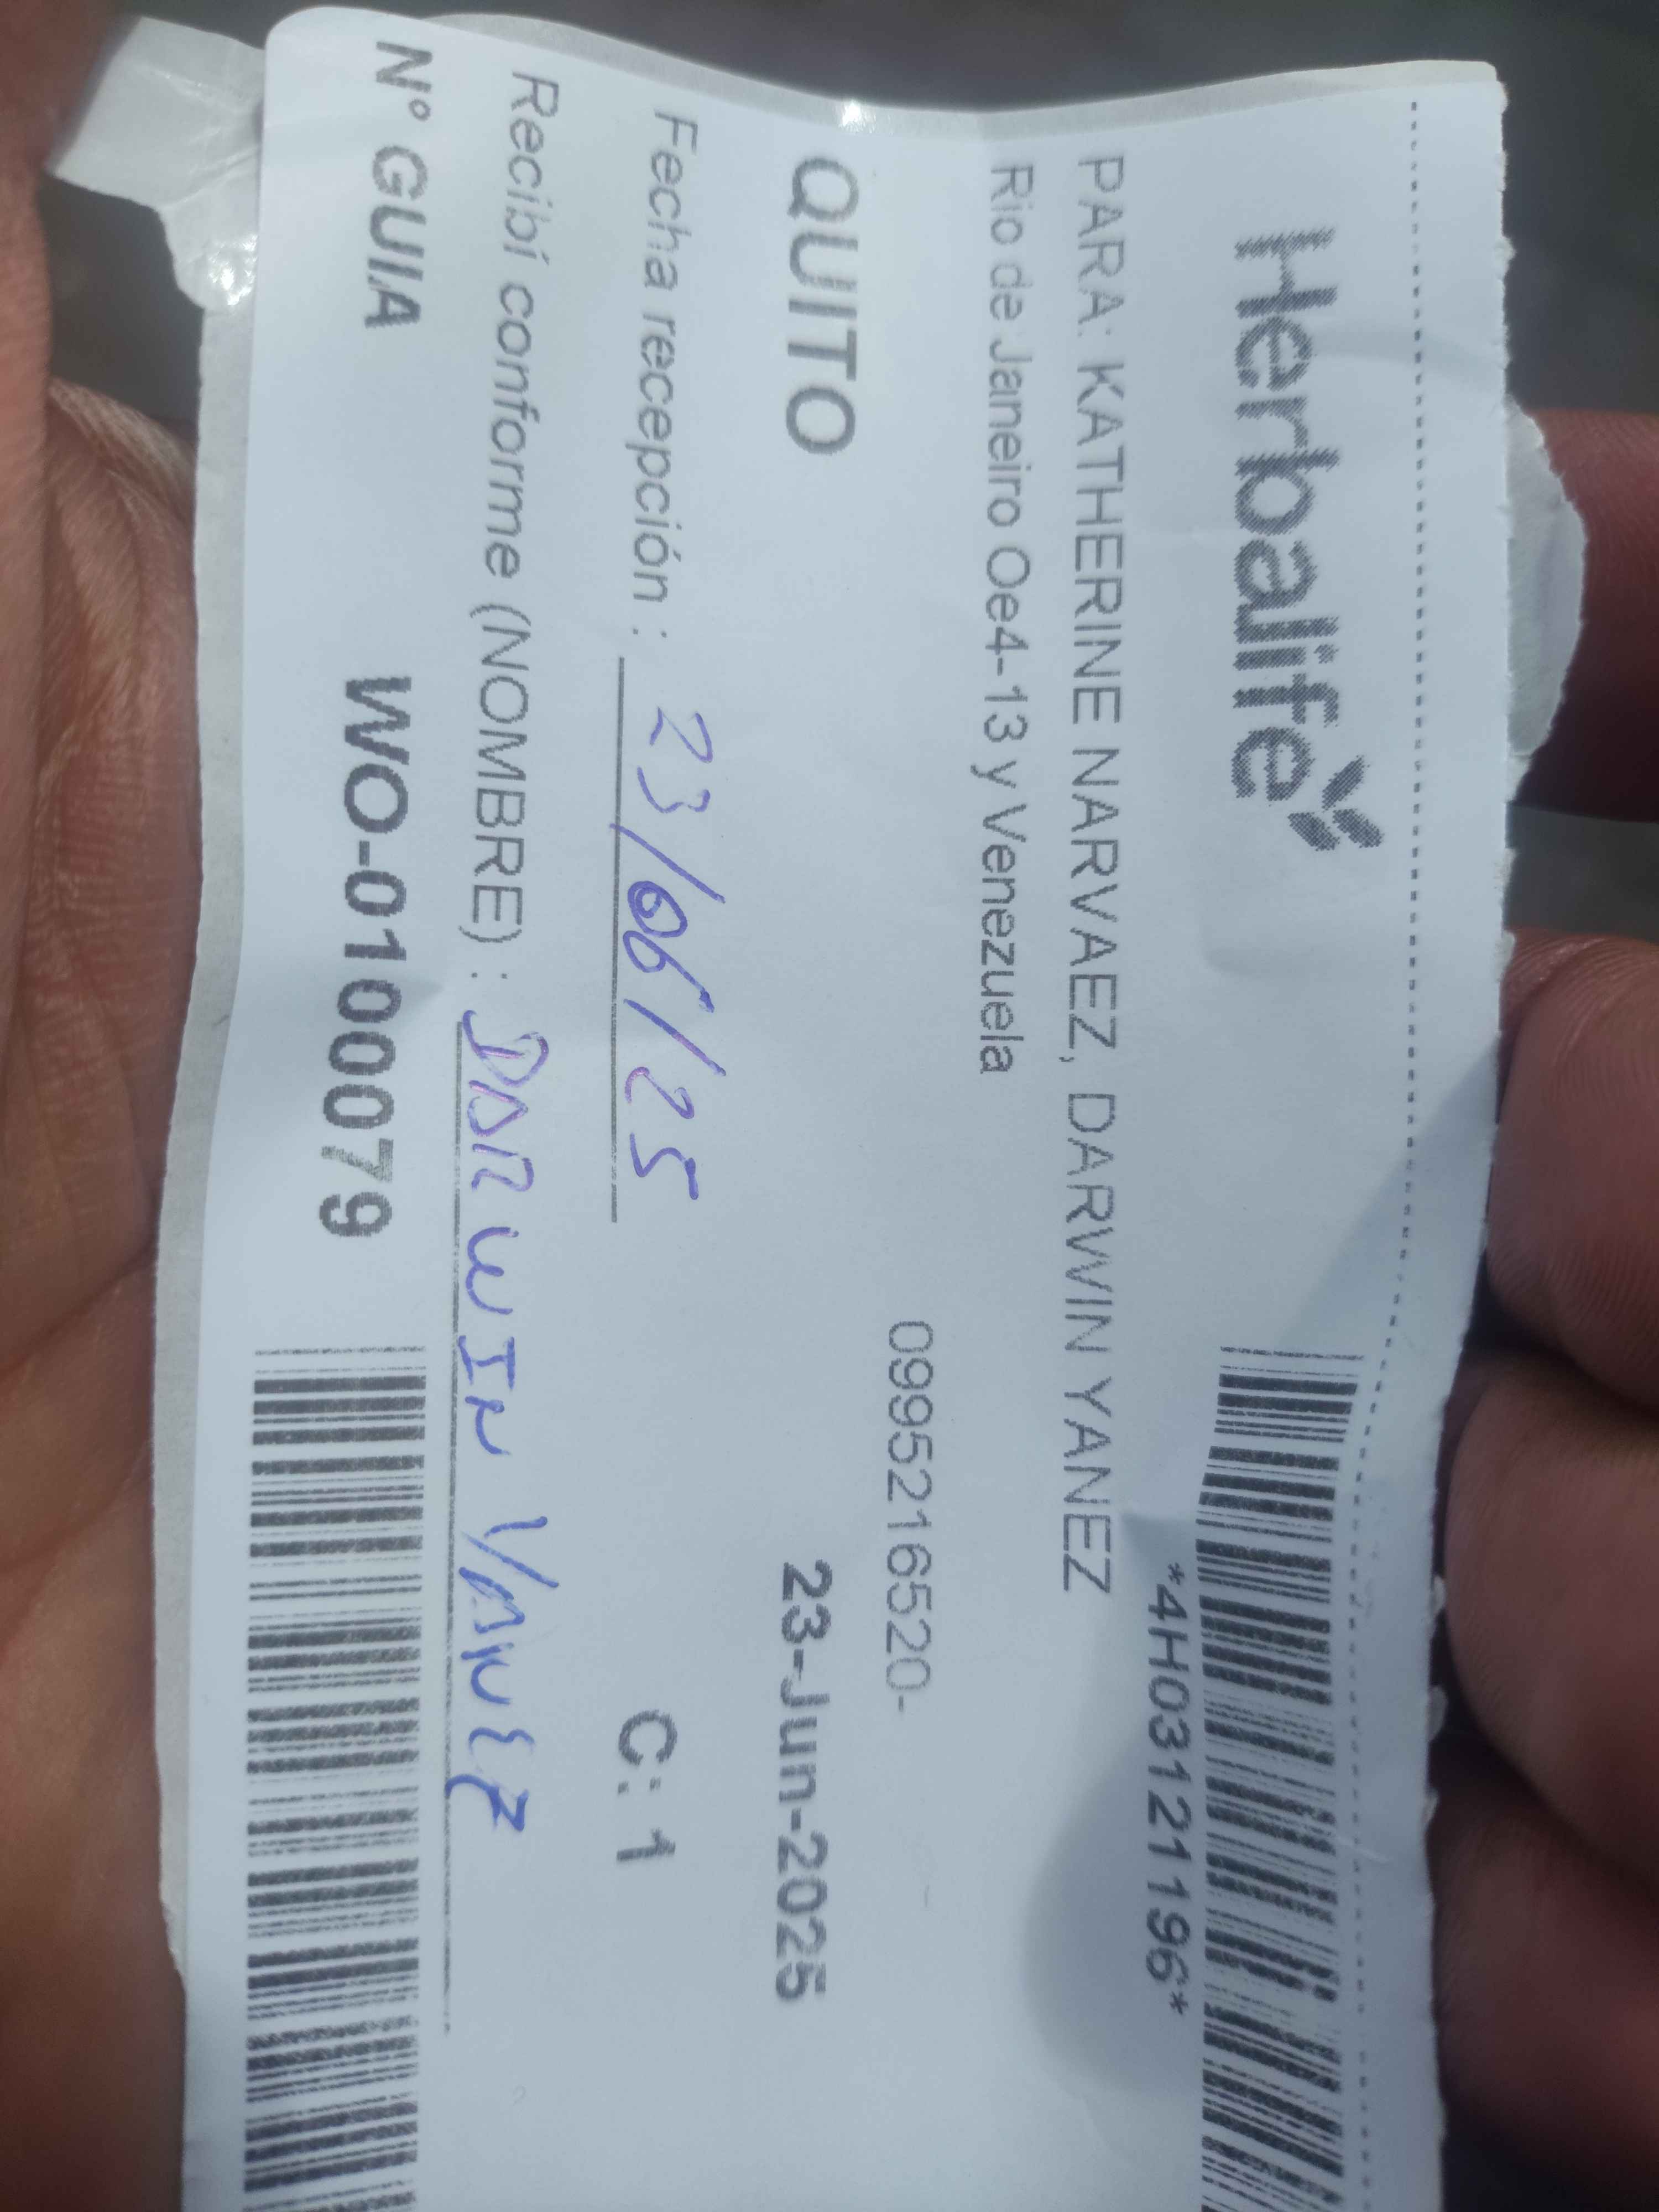 Herbalife
*4H03121196*
PARA: KATHERINE NARVAEZ, DARWIN YANEZ
Rio de Janeiro Oe4-13 y Venezuela
0995216520-
QUITO 23-Jun-2025
Fecha recepción : 23/06/25 C: 1
Recibí conforme (NOMBRE) : DARWIN YANEZ
N° GUIA WO-0100079